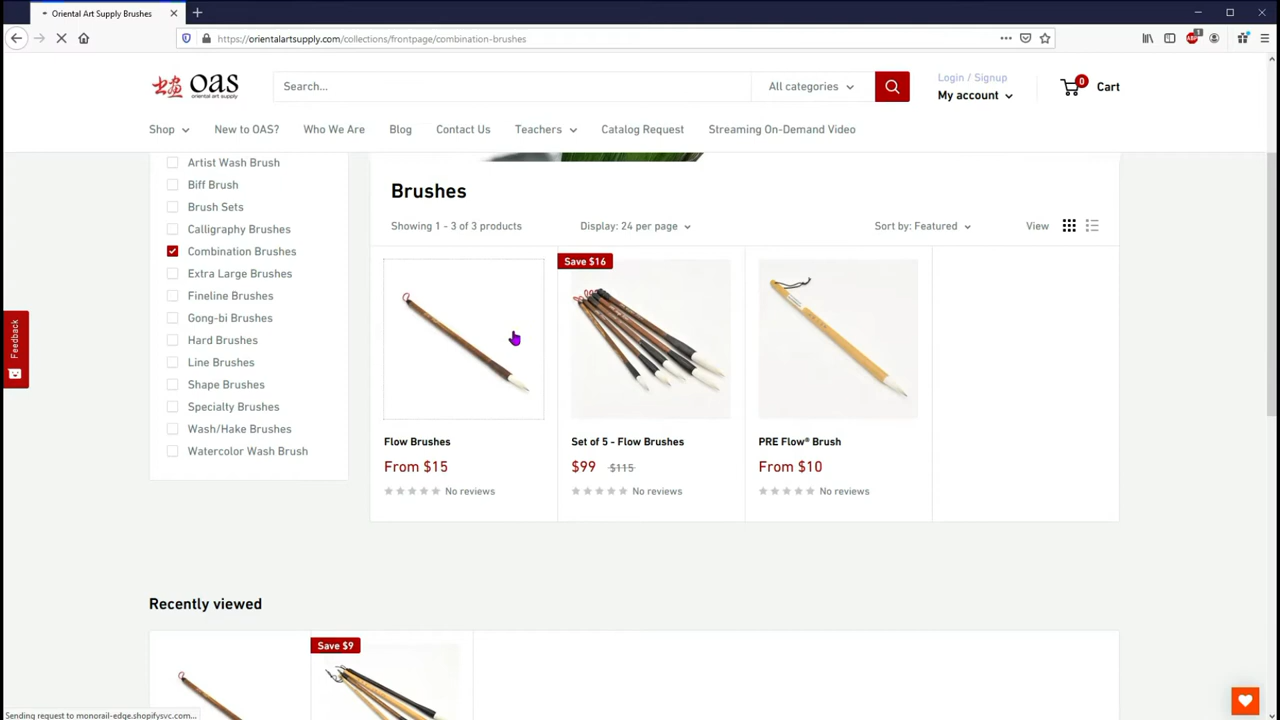 Oriental Art Supply Brushes
https://orientalartsupply.com/collections/frontpage/combination-brushes
ABP
1
书画 oas
oriental art supply
Search...
All categories
Login / Signup
My account
0
Cart
Shop
New to OAS?
Who We Are
Blog
Contact Us
Teachers
Catalog Request
Streaming On-Demand Video
Artist Wash Brush
Biff Brush
Brush Sets
Calligraphy Brushes
Combination Brushes
Extra Large Brushes
Fineline Brushes
Gong-bi Brushes
Hard Brushes
Line Brushes
Shape Brushes
Specialty Brushes
Wash/Hake Brushes
Watercolor Wash Brush
Brushes
Showing 1 - 3 of 3 products
Display: 24 per page
Sort by: Featured
View
Flow Brushes
From $15
No reviews
Save $16
Set of 5 - Flow Brushes
$99 $115
No reviews
PRE Flow® Brush
From $10
No reviews
Feedback
Recently viewed
Save $9
Sending request to monorail-edge.shopifysvc.com...